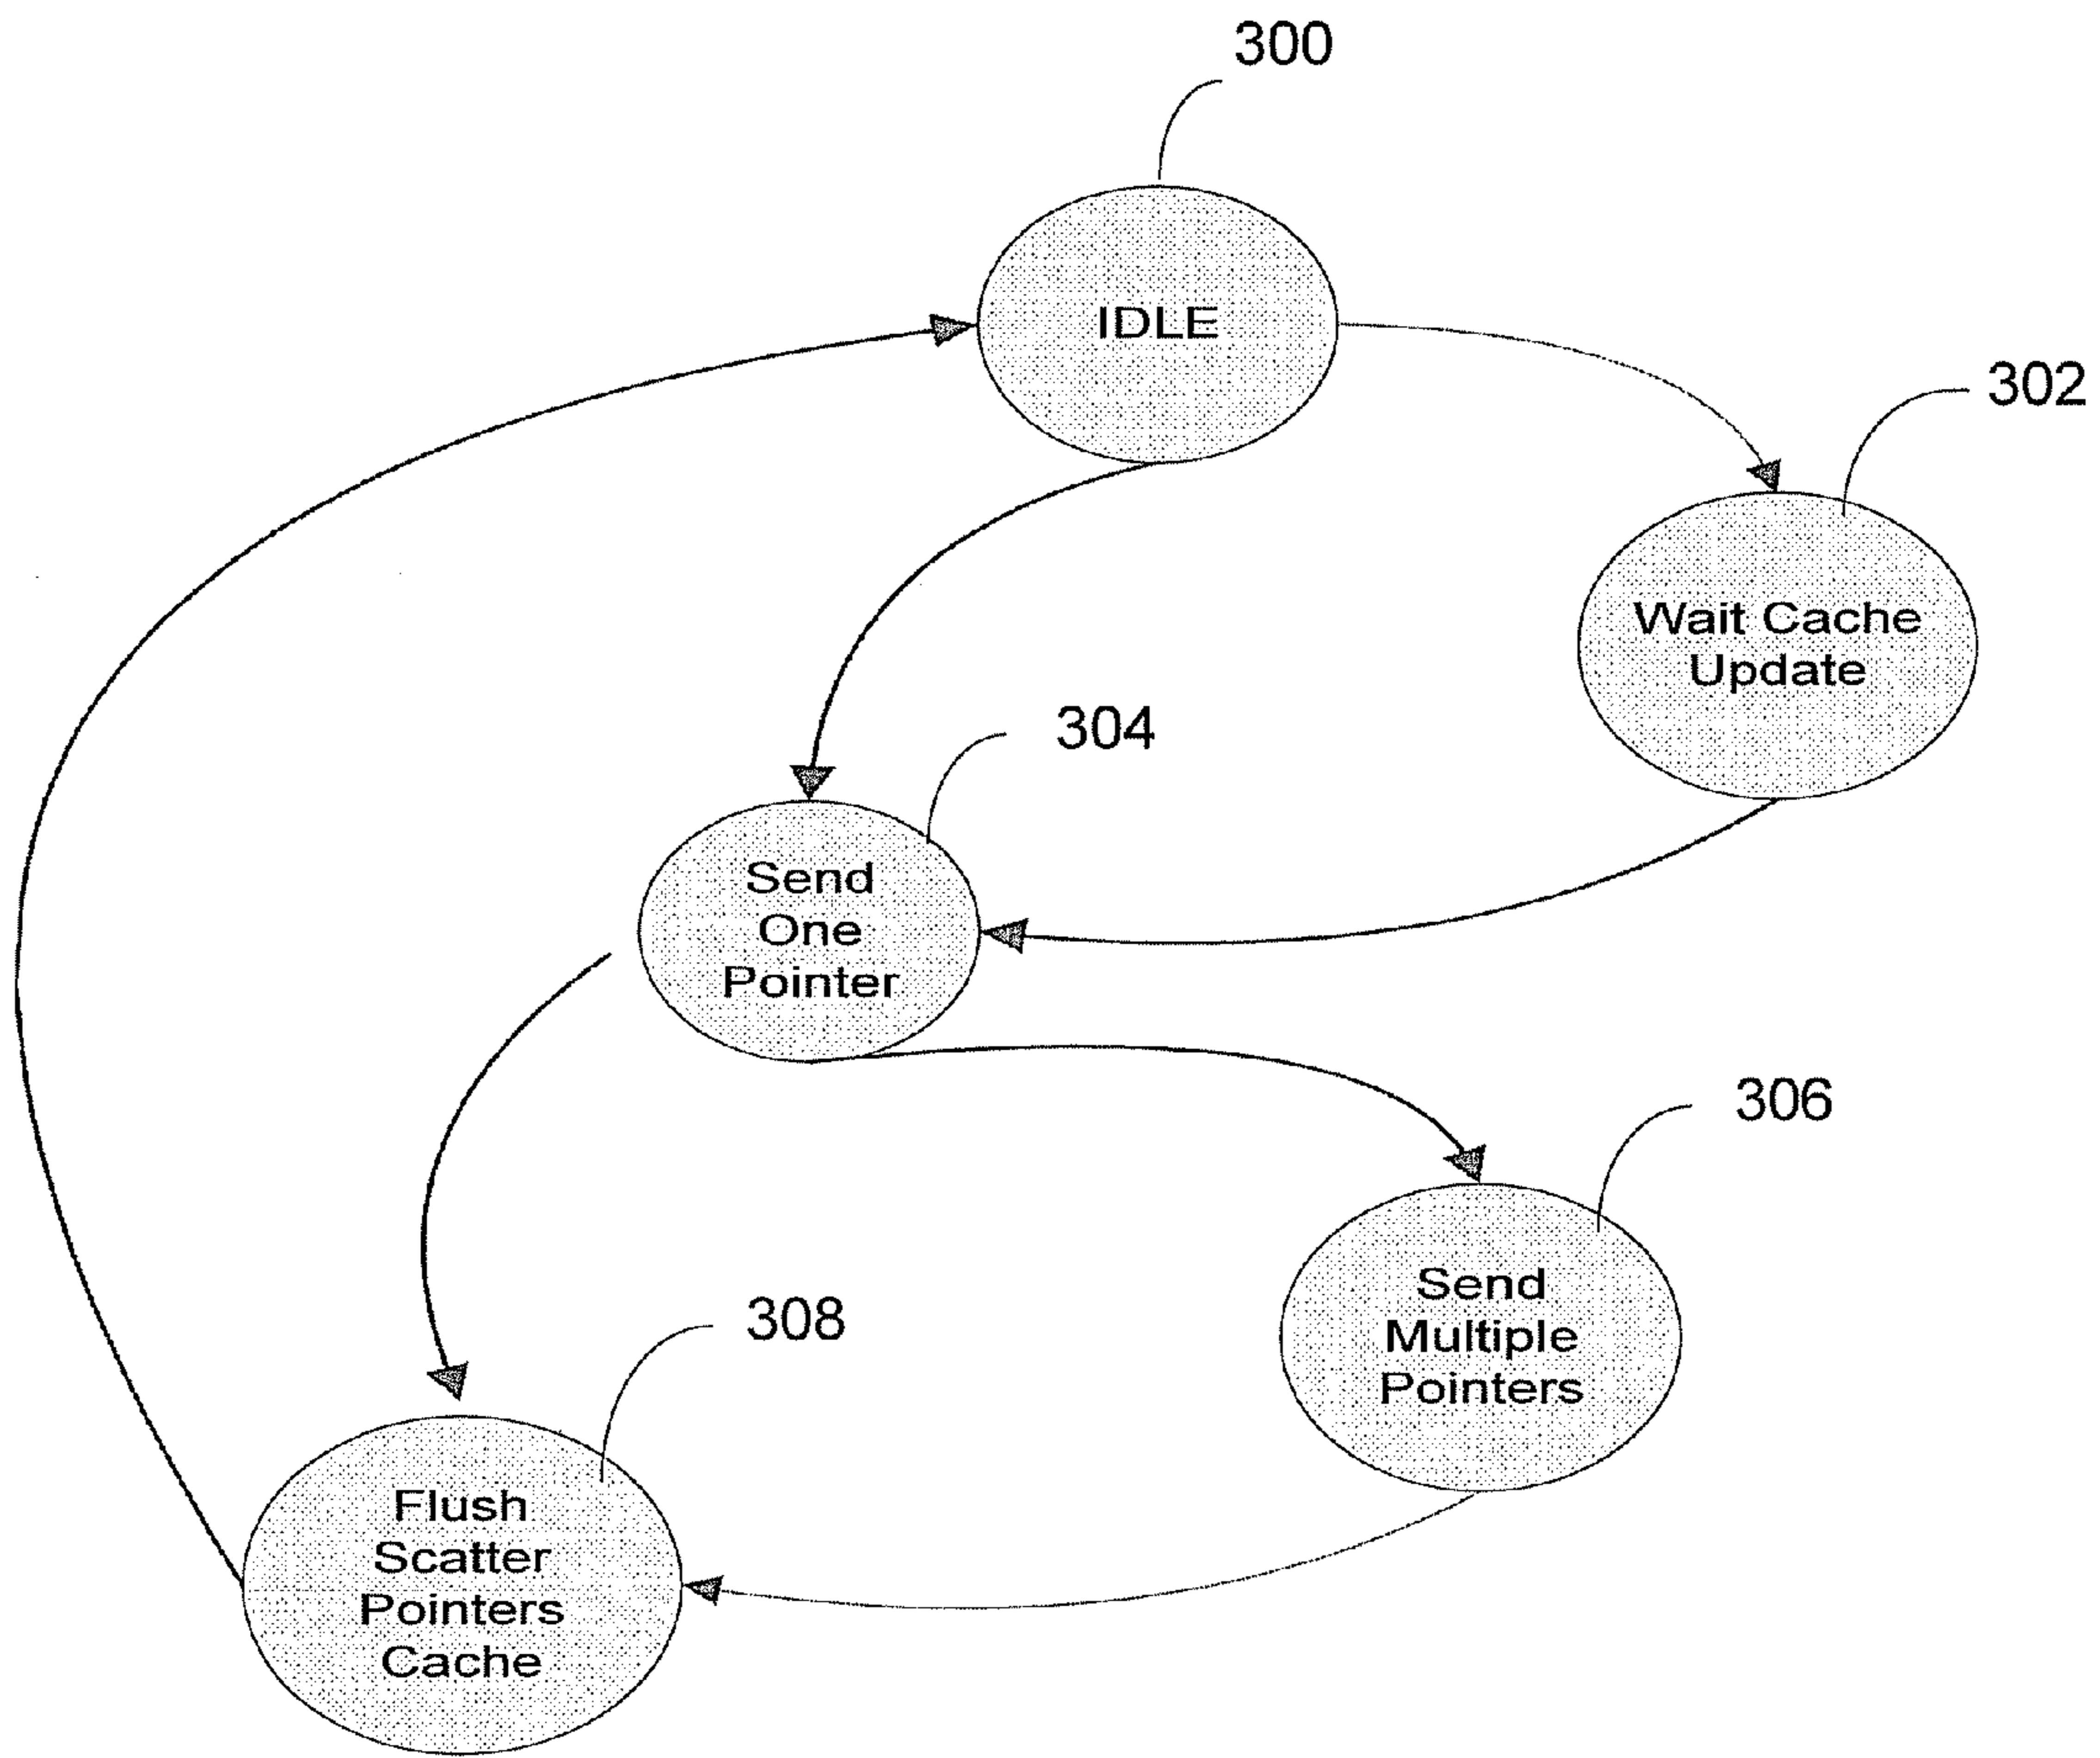 300
IDLE
302
Wait Cache
Update
304
Send
One
Pointer
306
Send
Multiple
Pointers
308
Flush
Scatter
Pointers
Cache